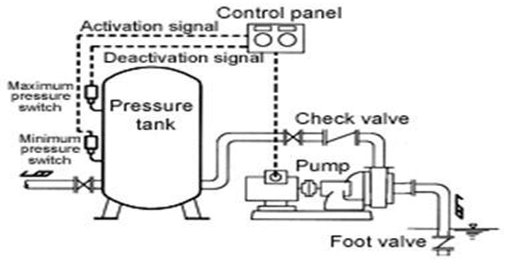 Control panel
Activation signal
Deactivation signal
Maximum
pressure
switch
Pressure
tank
Check valve
Minimum
pressure
switch
Pump
Foot valve